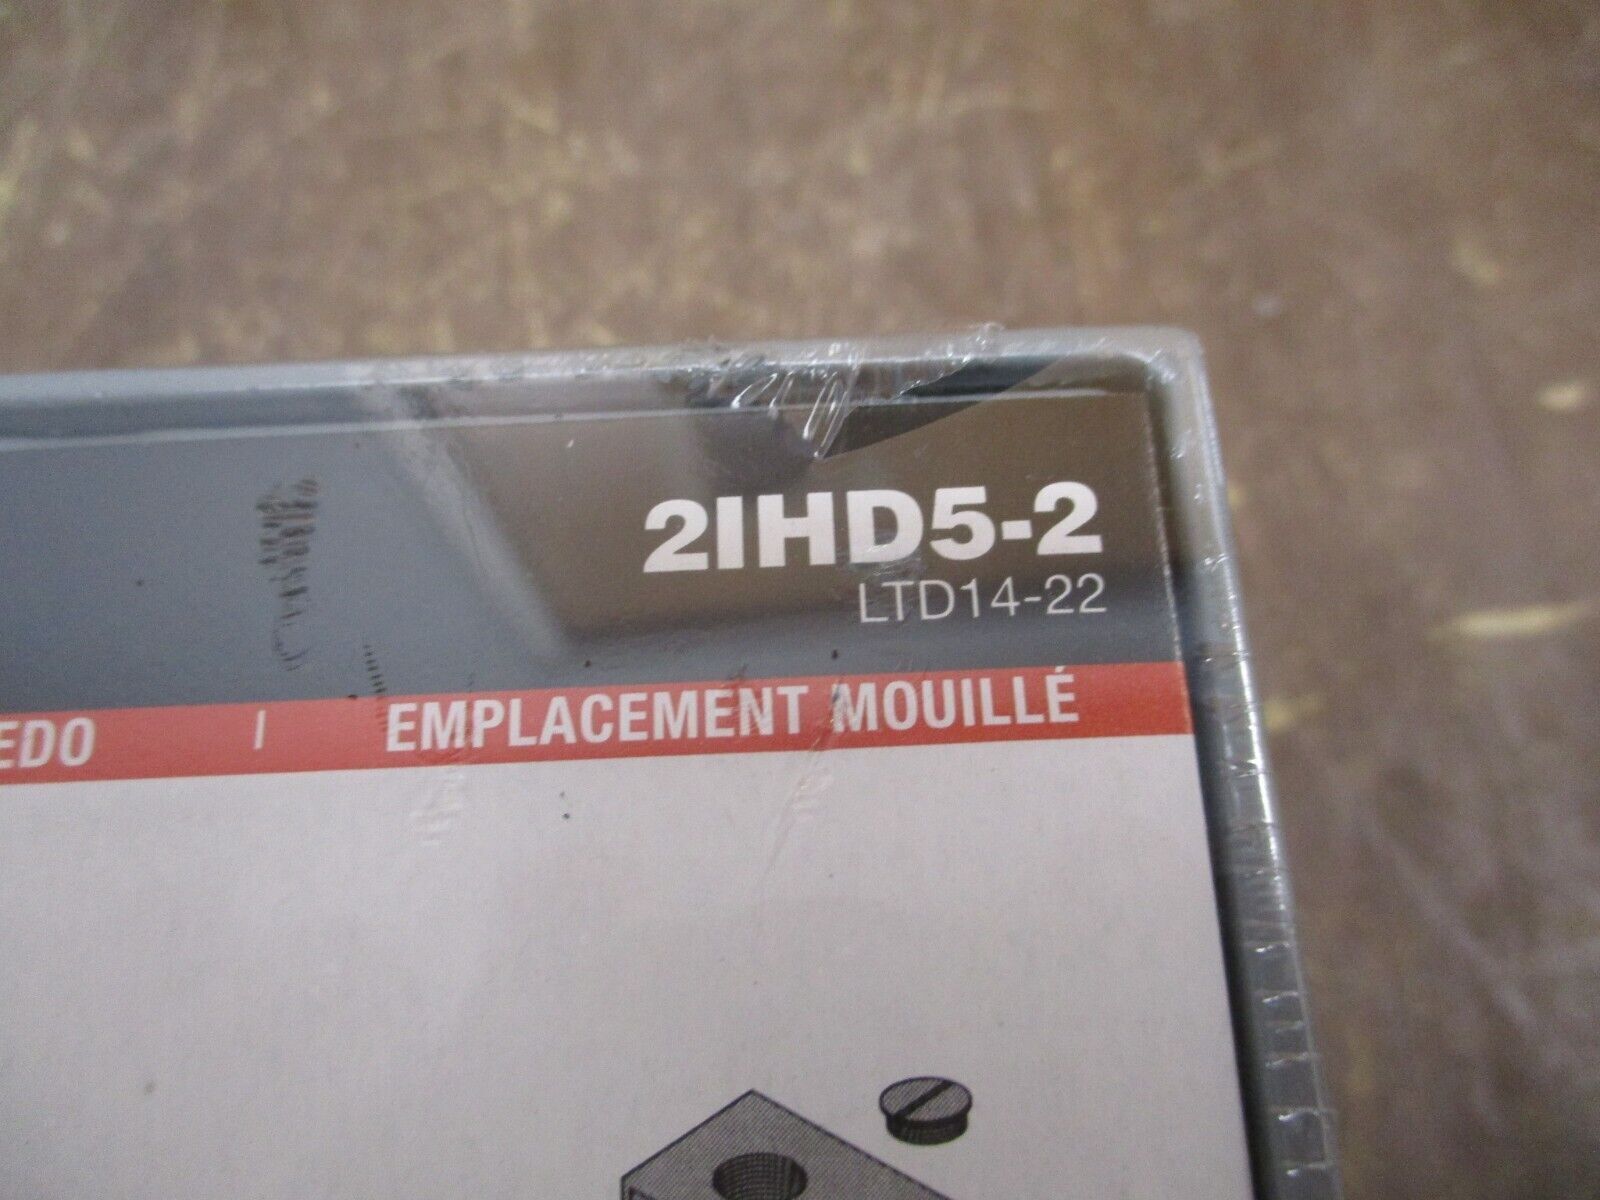 2IHD5-2
LTD14-22
EDO | EMPLACEMENT MOUILLÉ